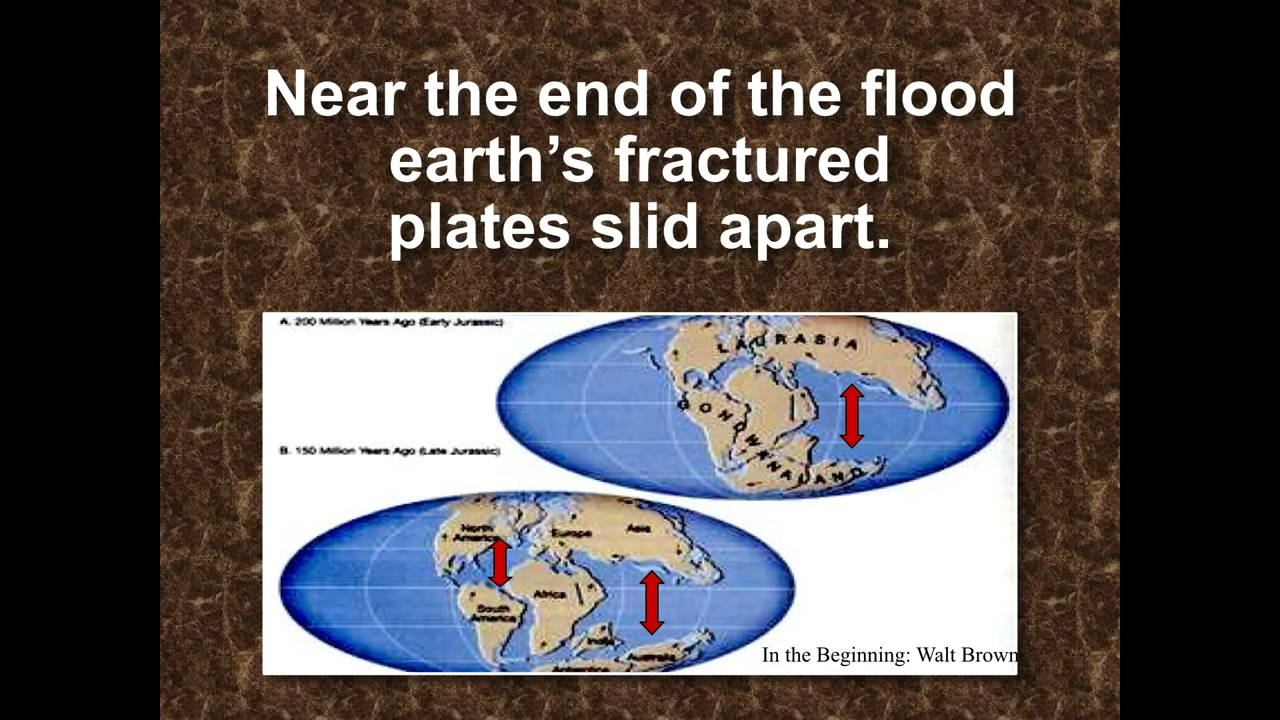 Near the end of the flood
earth’s fractured
plates slid apart.
A. 200 Million Years Ago (Early Jurassic)
LAURASIA
GONDWANALAND
B. 150 Million Years Ago (Late Jurassic)
North
America
Europe
Asia
Africa
South
America
India
Australia
Antarctica
In the Beginning: Walt Brown